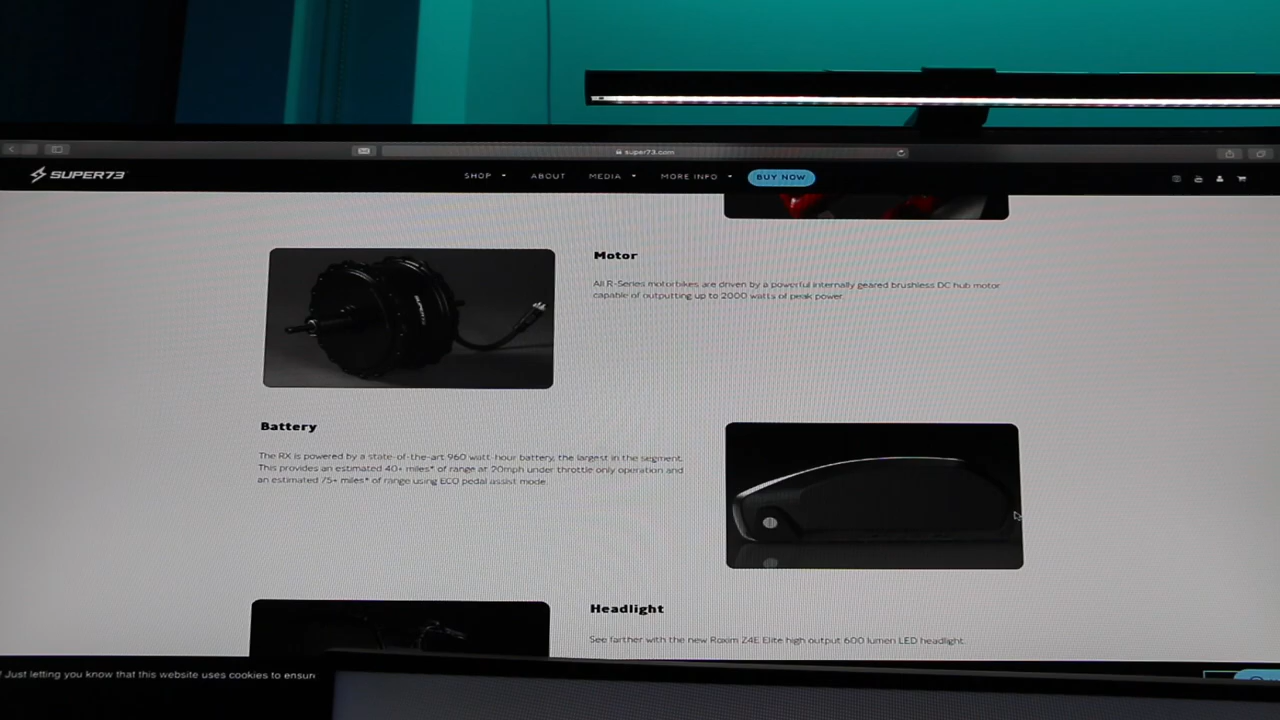 super73.com
SUPER73
SHOP
ABOUT
MEDIA
MORE INFO
BUY NOW
Motor
All R-Series motorbikes are driven by a powerful internally geared brushless DC hub motor
capable of outputting up to 2000 watts of peak power
SUPER73
Battery
The RX is powered by a state-of-the-art 960 watt-hour battery, the largest in the segment.
This provides an estimated 40+ miles* of range at 20mph under throttle only operation and
an estimated 75+ miles* of range using ECO pedal assist mode.
Headlight
See farther with the new Roxim Z4E Elite high output 600 lumen LED headlight.
! Just letting you know that this website uses cookies to ensur